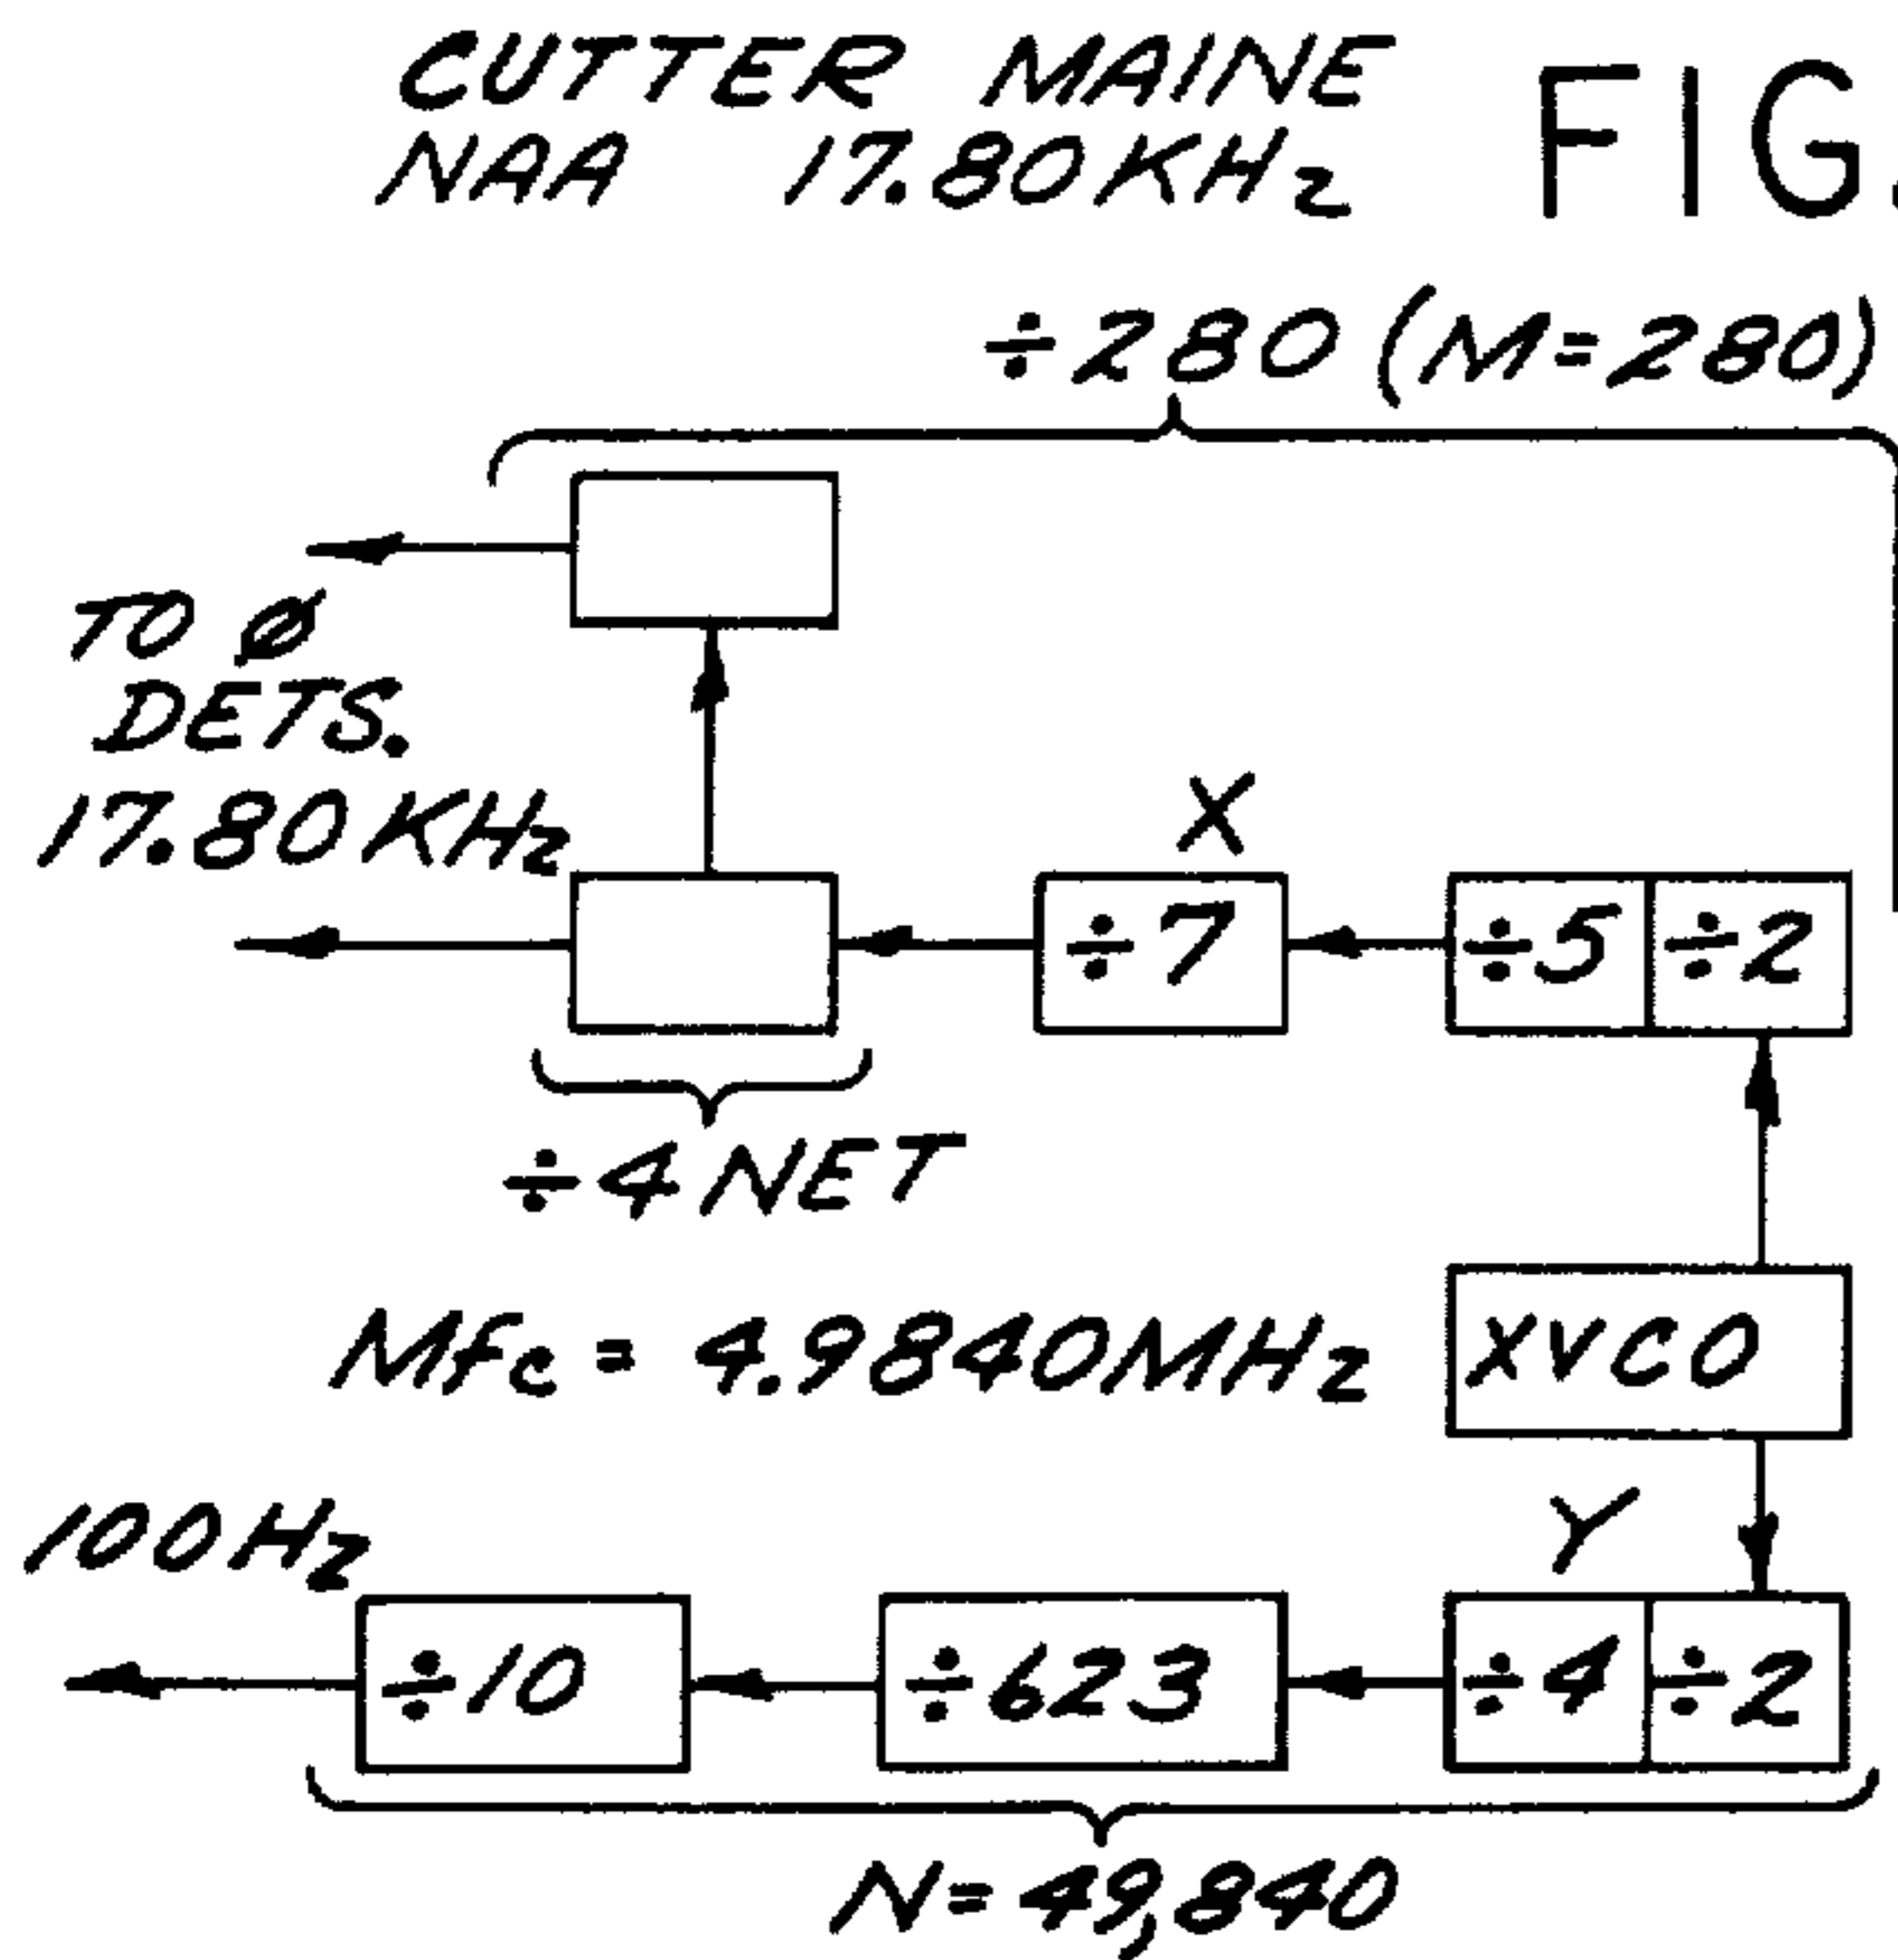 CUTTER MAINE
NAA 17.80KHz
FIG.
÷280 (M=280)
TO Ø
DETS.
17.80KHz
X
÷7
÷5 ÷2
÷4 NET
Mfc = 4.9840MHz
XVCO
100Hz
Y
÷10
÷623
÷4 ÷2
N=49,840